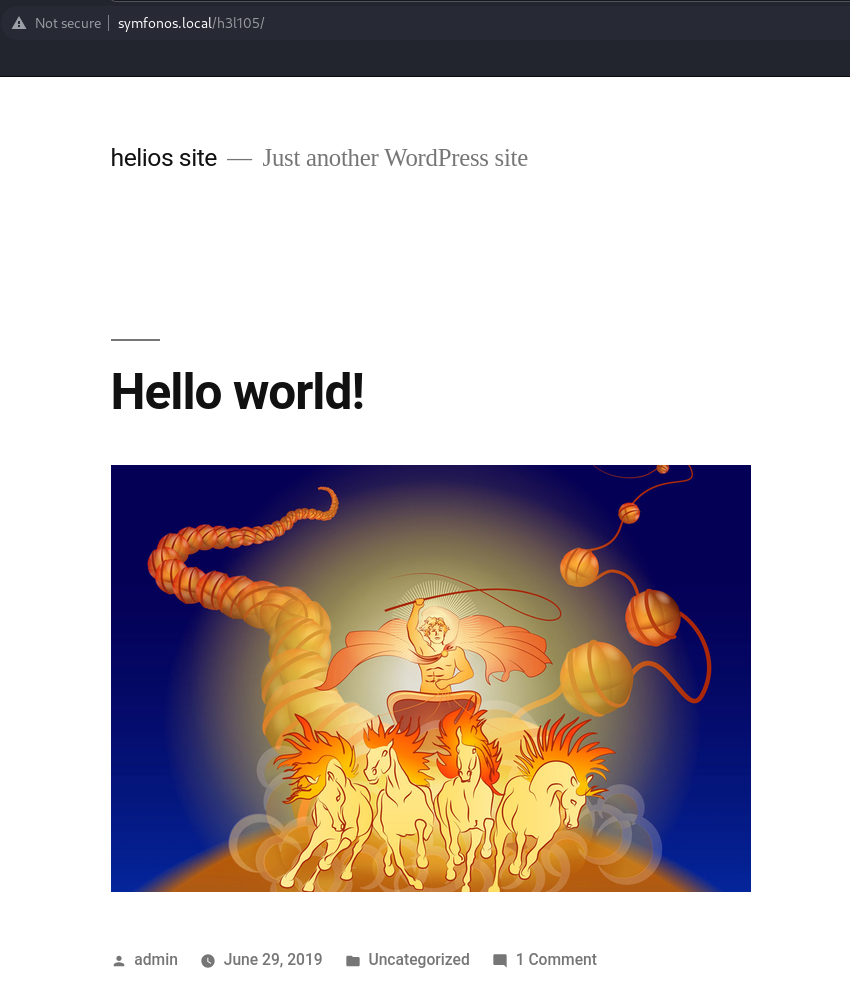 Not secure symfonos.local/h3l105/
helios site — Just another WordPress site
Hello world!
admin June 29, 2019 Uncategorized 1 Comment